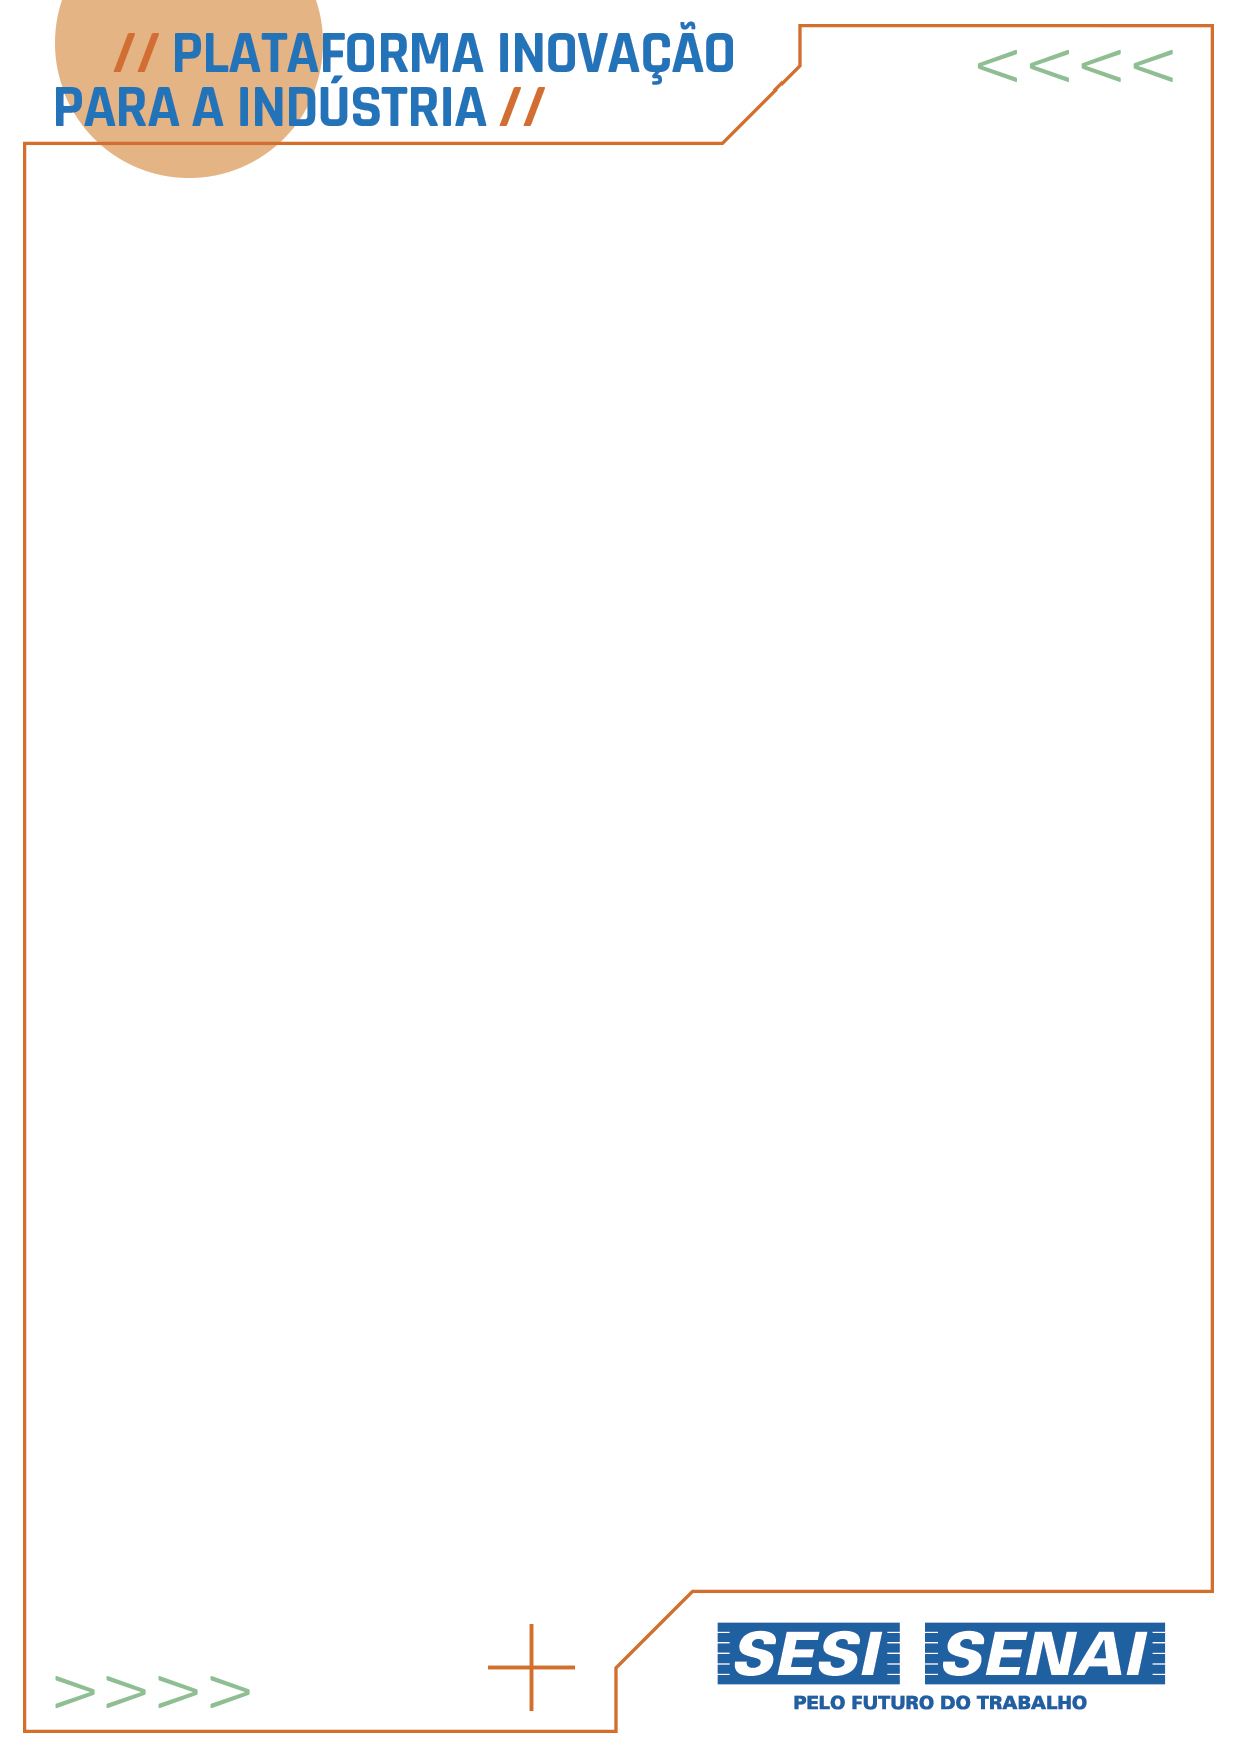 // PLATAFORMA INOVAÇÃO
PARA A INDÚSTRIA //
<<<<
>>>>
SESI SENAI
PELO FUTURO DO TRABALHO